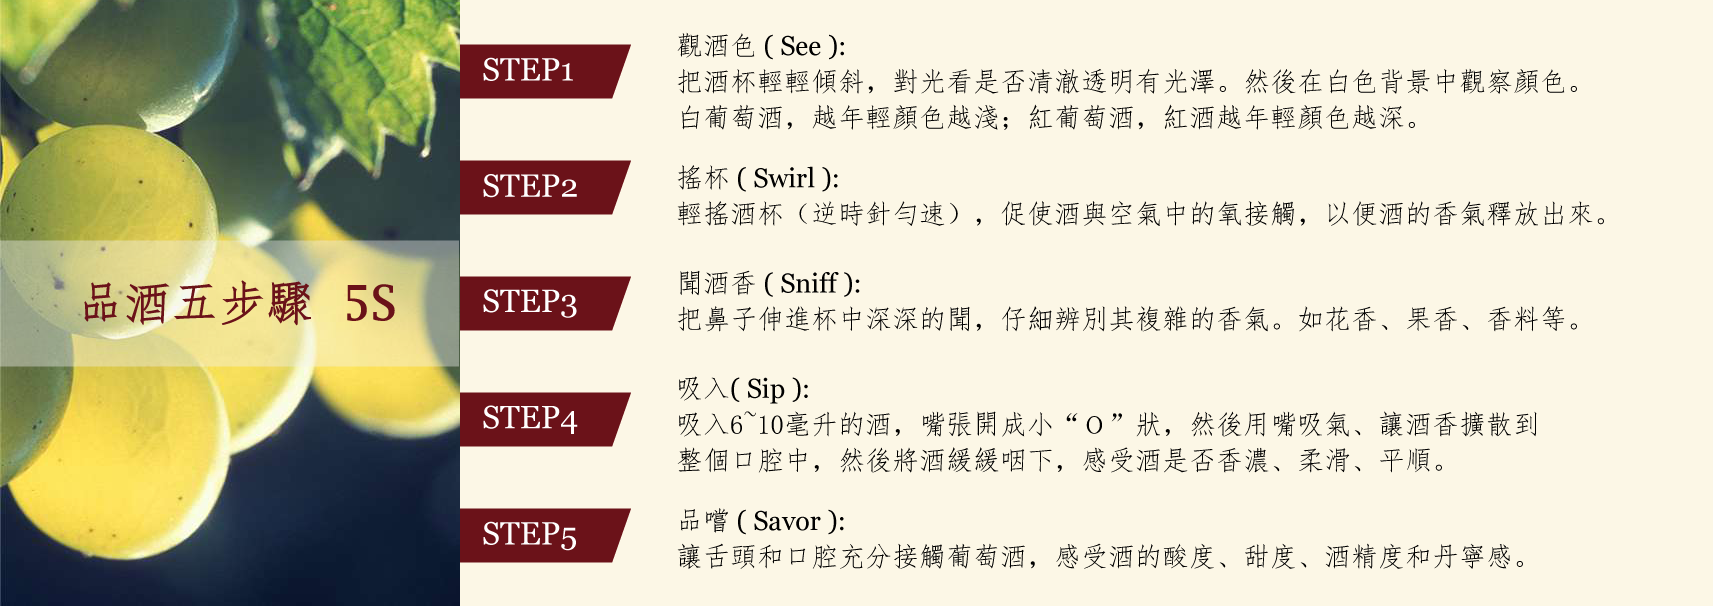 品酒五步驟 5S
STEP1
觀酒色 ( See ):
把酒杯輕輕傾斜，對光看是否清澈透明有光澤。然後在白色背景中觀察顏色。
白葡萄酒，越年輕顏色越淺；紅葡萄酒，紅酒越年輕顏色越深。
STEP2
搖杯 ( Swirl ):
輕搖酒杯（逆時針勻速），促使酒與空氣中的氧接觸，以便酒的香氣釋放出來。
STEP3
聞酒香 ( Sniff ):
把鼻子伸進杯中深深的聞，仔細辨別其複雜的香氣。如花香、果香、香料等。
STEP4
吸入( Sip ):
吸入6~10毫升的酒，嘴張開成小“O”狀，然後用嘴吸氣、讓酒香擴散到
整個口腔中，然後將酒緩緩咽下，感受酒是否香濃、柔滑、平順。
STEP5
品嚐 ( Savor ):
讓舌頭和口腔充分接觸葡萄酒，感受酒的酸度、甜度、酒精度和丹寧感。